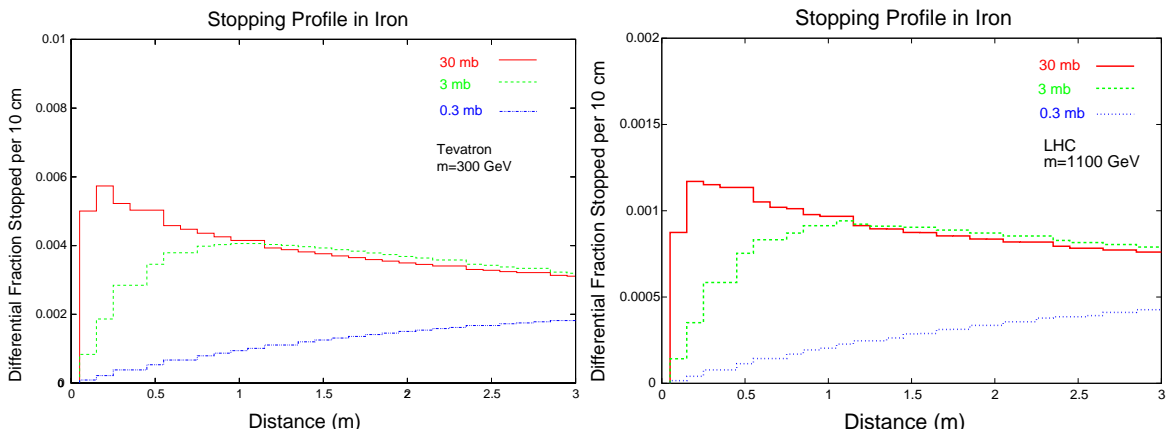 Stopping Profile in Iron
Differential Fraction Stopped per 10 cm
0.01
0.008
0.006
0.004
0.002
0
30 mb
3 mb
0.3 mb
Tevatron
m=300 GeV
0 0.5 1 1.5 2 2.5 3
Distance (m)
Stopping Profile in Iron
Differential Fraction Stopped per 10 cm
0.002
0.0015
0.001
0.0005
0
30 mb
3 mb
0.3 mb
LHC
m=1100 GeV
0 0.5 1 1.5 2 2.5 3
Distance (m)